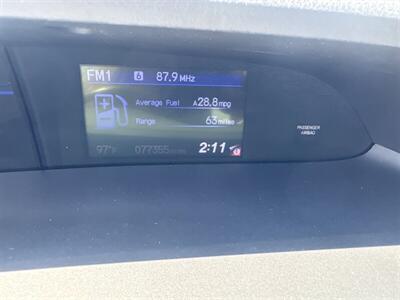 FM1 6 87.9 MHz
Average Fuel A28.8 mpg
Range 63 miles
97°F 077355 miles 2:11
PASSENGER
AIRBAG